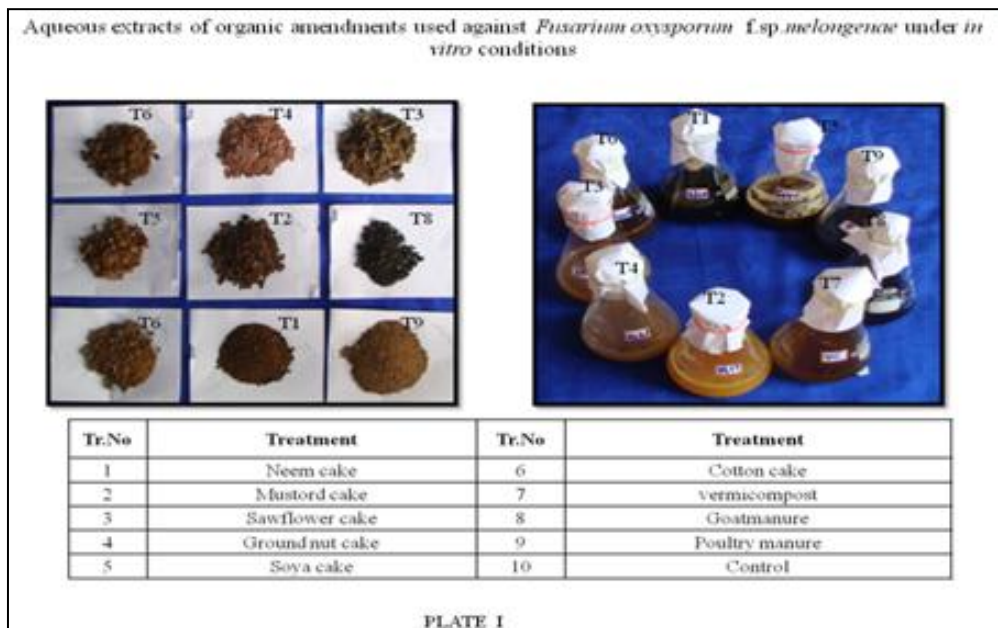 Aqueous extracts of organic amendments used against Fusarium oxysporum f.sp.melongenae under in
vitro conditions
T6 T4 T3
T5 T2 T8
T6 T1 T9
T1
T6 T5
T9
T3
T8
T4 T7
T2
Tr.No Treatment Tr.No Treatment
1 Neem cake 6 Cotton cake
2 Mustord cake 7 vermicompost
3 Sawflower cake 8 Goatmanure
4 Ground nut cake 9 Poultry manure
5 Soya cake 10 Control
PLATE I